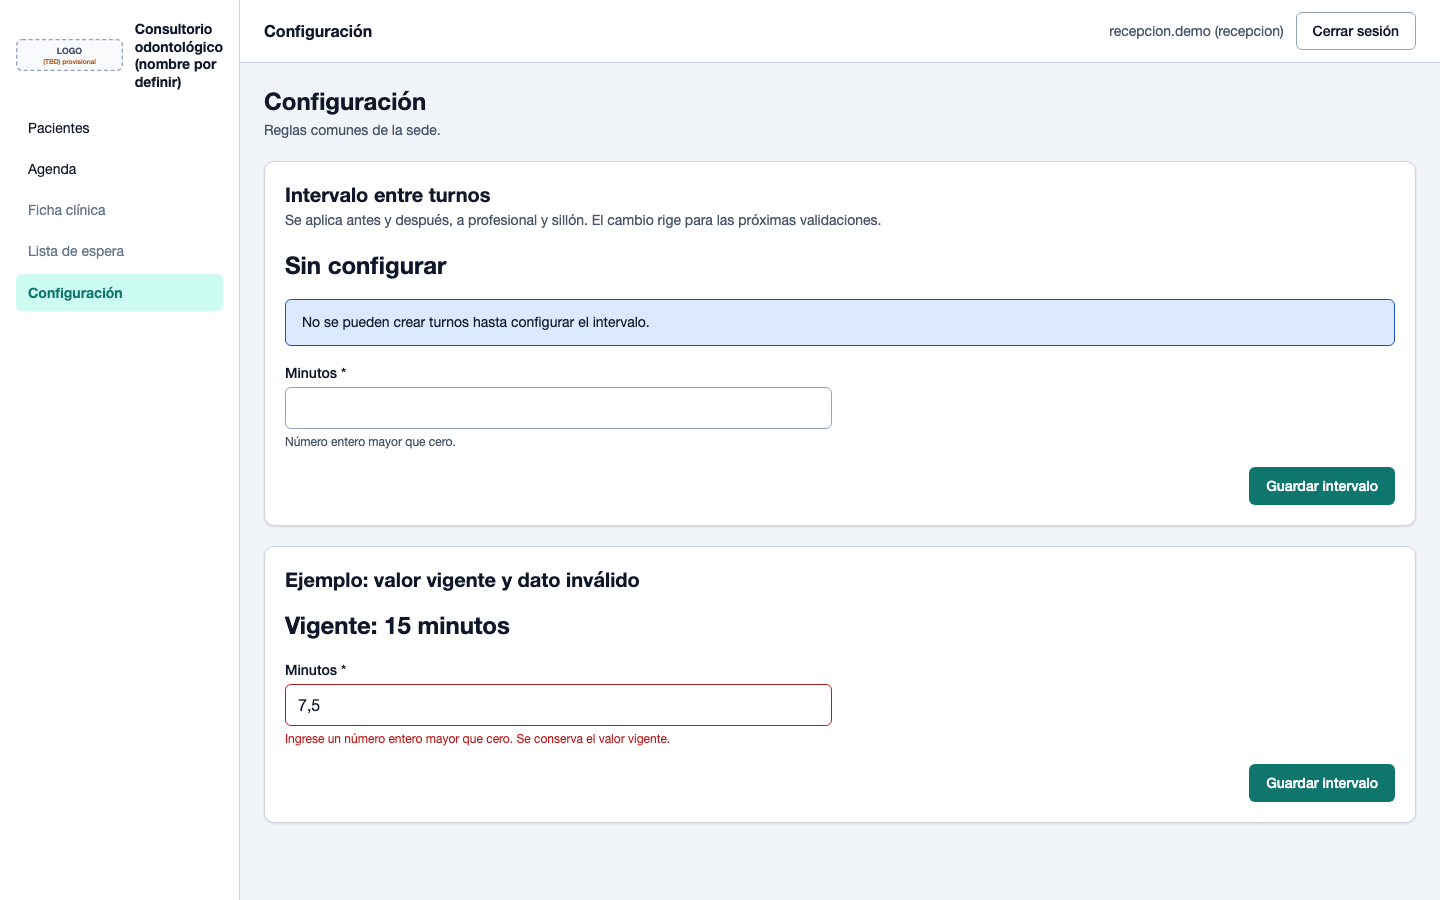 LOGO
(TBD) provisional
Consultorio
odontológico
(nombre por
definir)
Pacientes
Agenda
Ficha clínica
Lista de espera
Configuración
Configuración
recepcion.demo (recepcion)
Cerrar sesión
Configuración
Reglas comunes de la sede.
Intervalo entre turnos
Se aplica antes y después, a profesional y sillón. El cambio rige para las próximas validaciones.
Sin configurar
No se pueden crear turnos hasta configurar el intervalo.
Minutos *
Número entero mayor que cero.
Guardar intervalo
Ejemplo: valor vigente y dato inválido
Vigente: 15 minutos
Minutos *
7,5
Ingrese un número entero mayor que cero. Se conserva el valor vigente.
Guardar intervalo